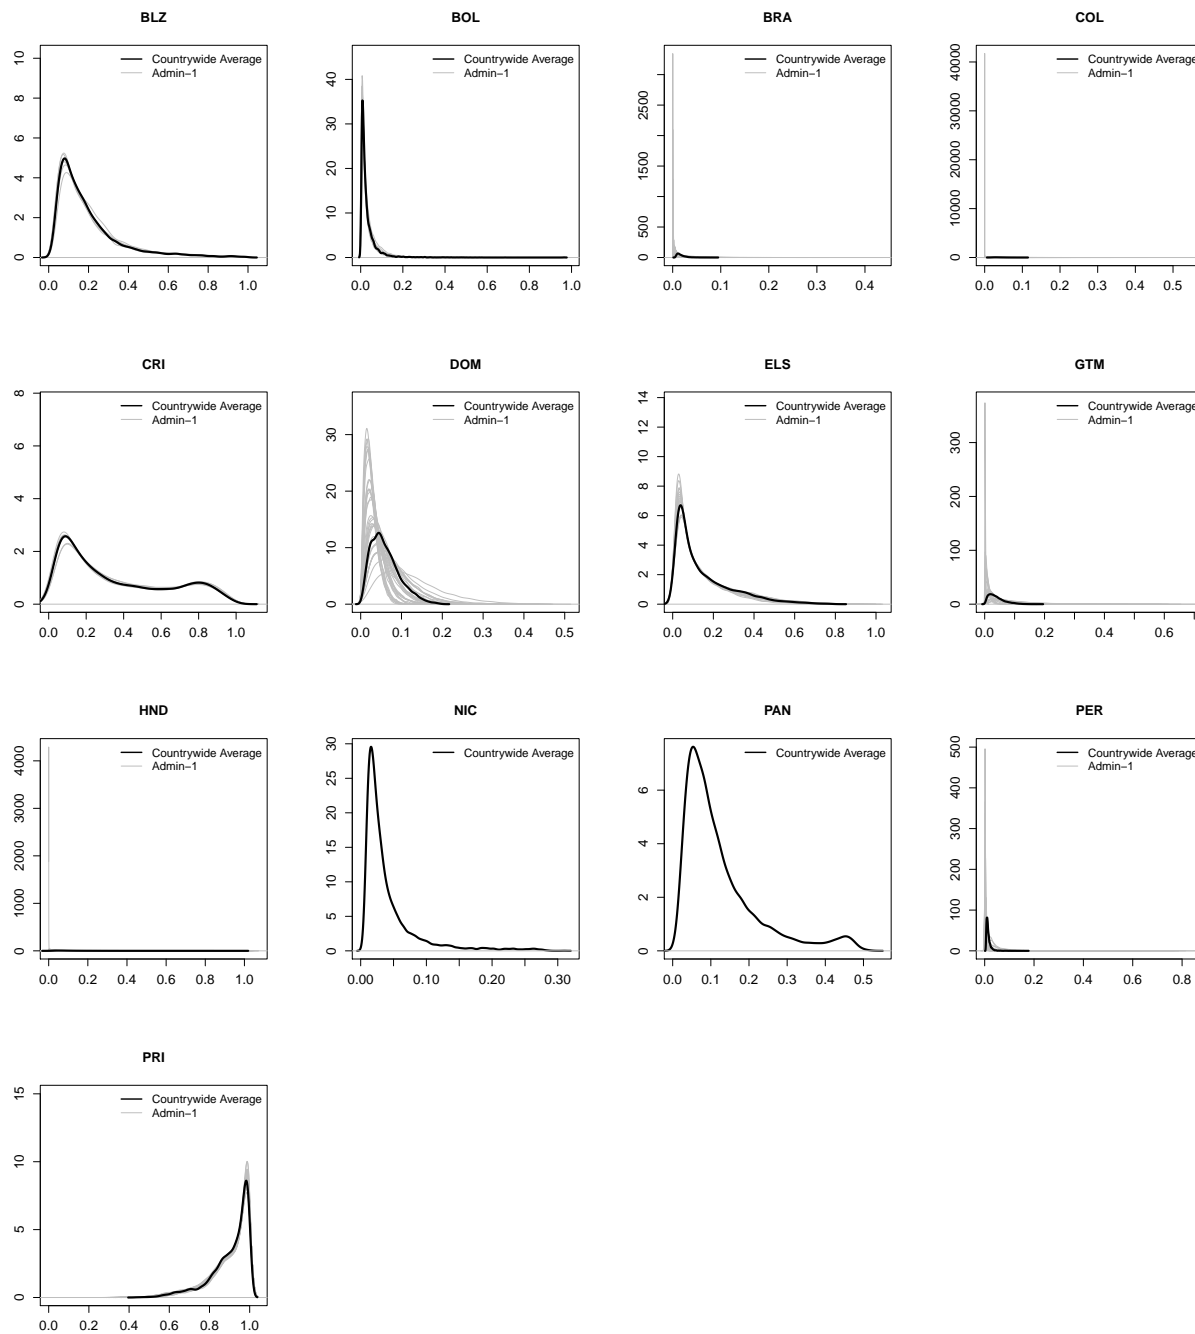 BLZ
BOL
BRA
COL
10
8
6
4
2
0
Countrywide Average
Admin−1
0.0 0.2 0.4 0.6 0.8 1.0
40
30
20
10
0
Countrywide Average
Admin−1
0.0 0.2 0.4 0.6 0.8 1.0
2500
1500
500
0
Countrywide Average
Admin−1
0.0 0.1 0.2 0.3 0.4
40000
30000
20000
10000
0
Countrywide Average
Admin−1
0.0 0.1 0.2 0.3 0.4 0.5
CRI
DOM
ELS
GTM
8
6
4
2
0
Countrywide Average
Admin−1
0.0 0.2 0.4 0.6 0.8 1.0
30
20
10
0
Countrywide Average
Admin−1
0.0 0.1 0.2 0.3 0.4 0.5
14
12
10
8
6
4
2
0
Countrywide Average
Admin−1
0.0 0.2 0.4 0.6 0.8 1.0
300
200
100
0
Countrywide Average
Admin−1
0.0 0.2 0.4 0.6
HND
NIC
PAN
PER
4000
3000
2000
1000
0
Countrywide Average
Admin−1
0.0 0.2 0.4 0.6 0.8 1.0
30
25
20
15
10
5
0
Countrywide Average
0.00 0.10 0.20 0.30
6
4
2
0
Countrywide Average
0.0 0.1 0.2 0.3 0.4 0.5
500
400
300
200
100
0
Countrywide Average
Admin−1
0.0 0.2 0.4 0.6 0.8
PRI
15
10
5
0
Countrywide Average
Admin−1
0.0 0.2 0.4 0.6 0.8 1.0